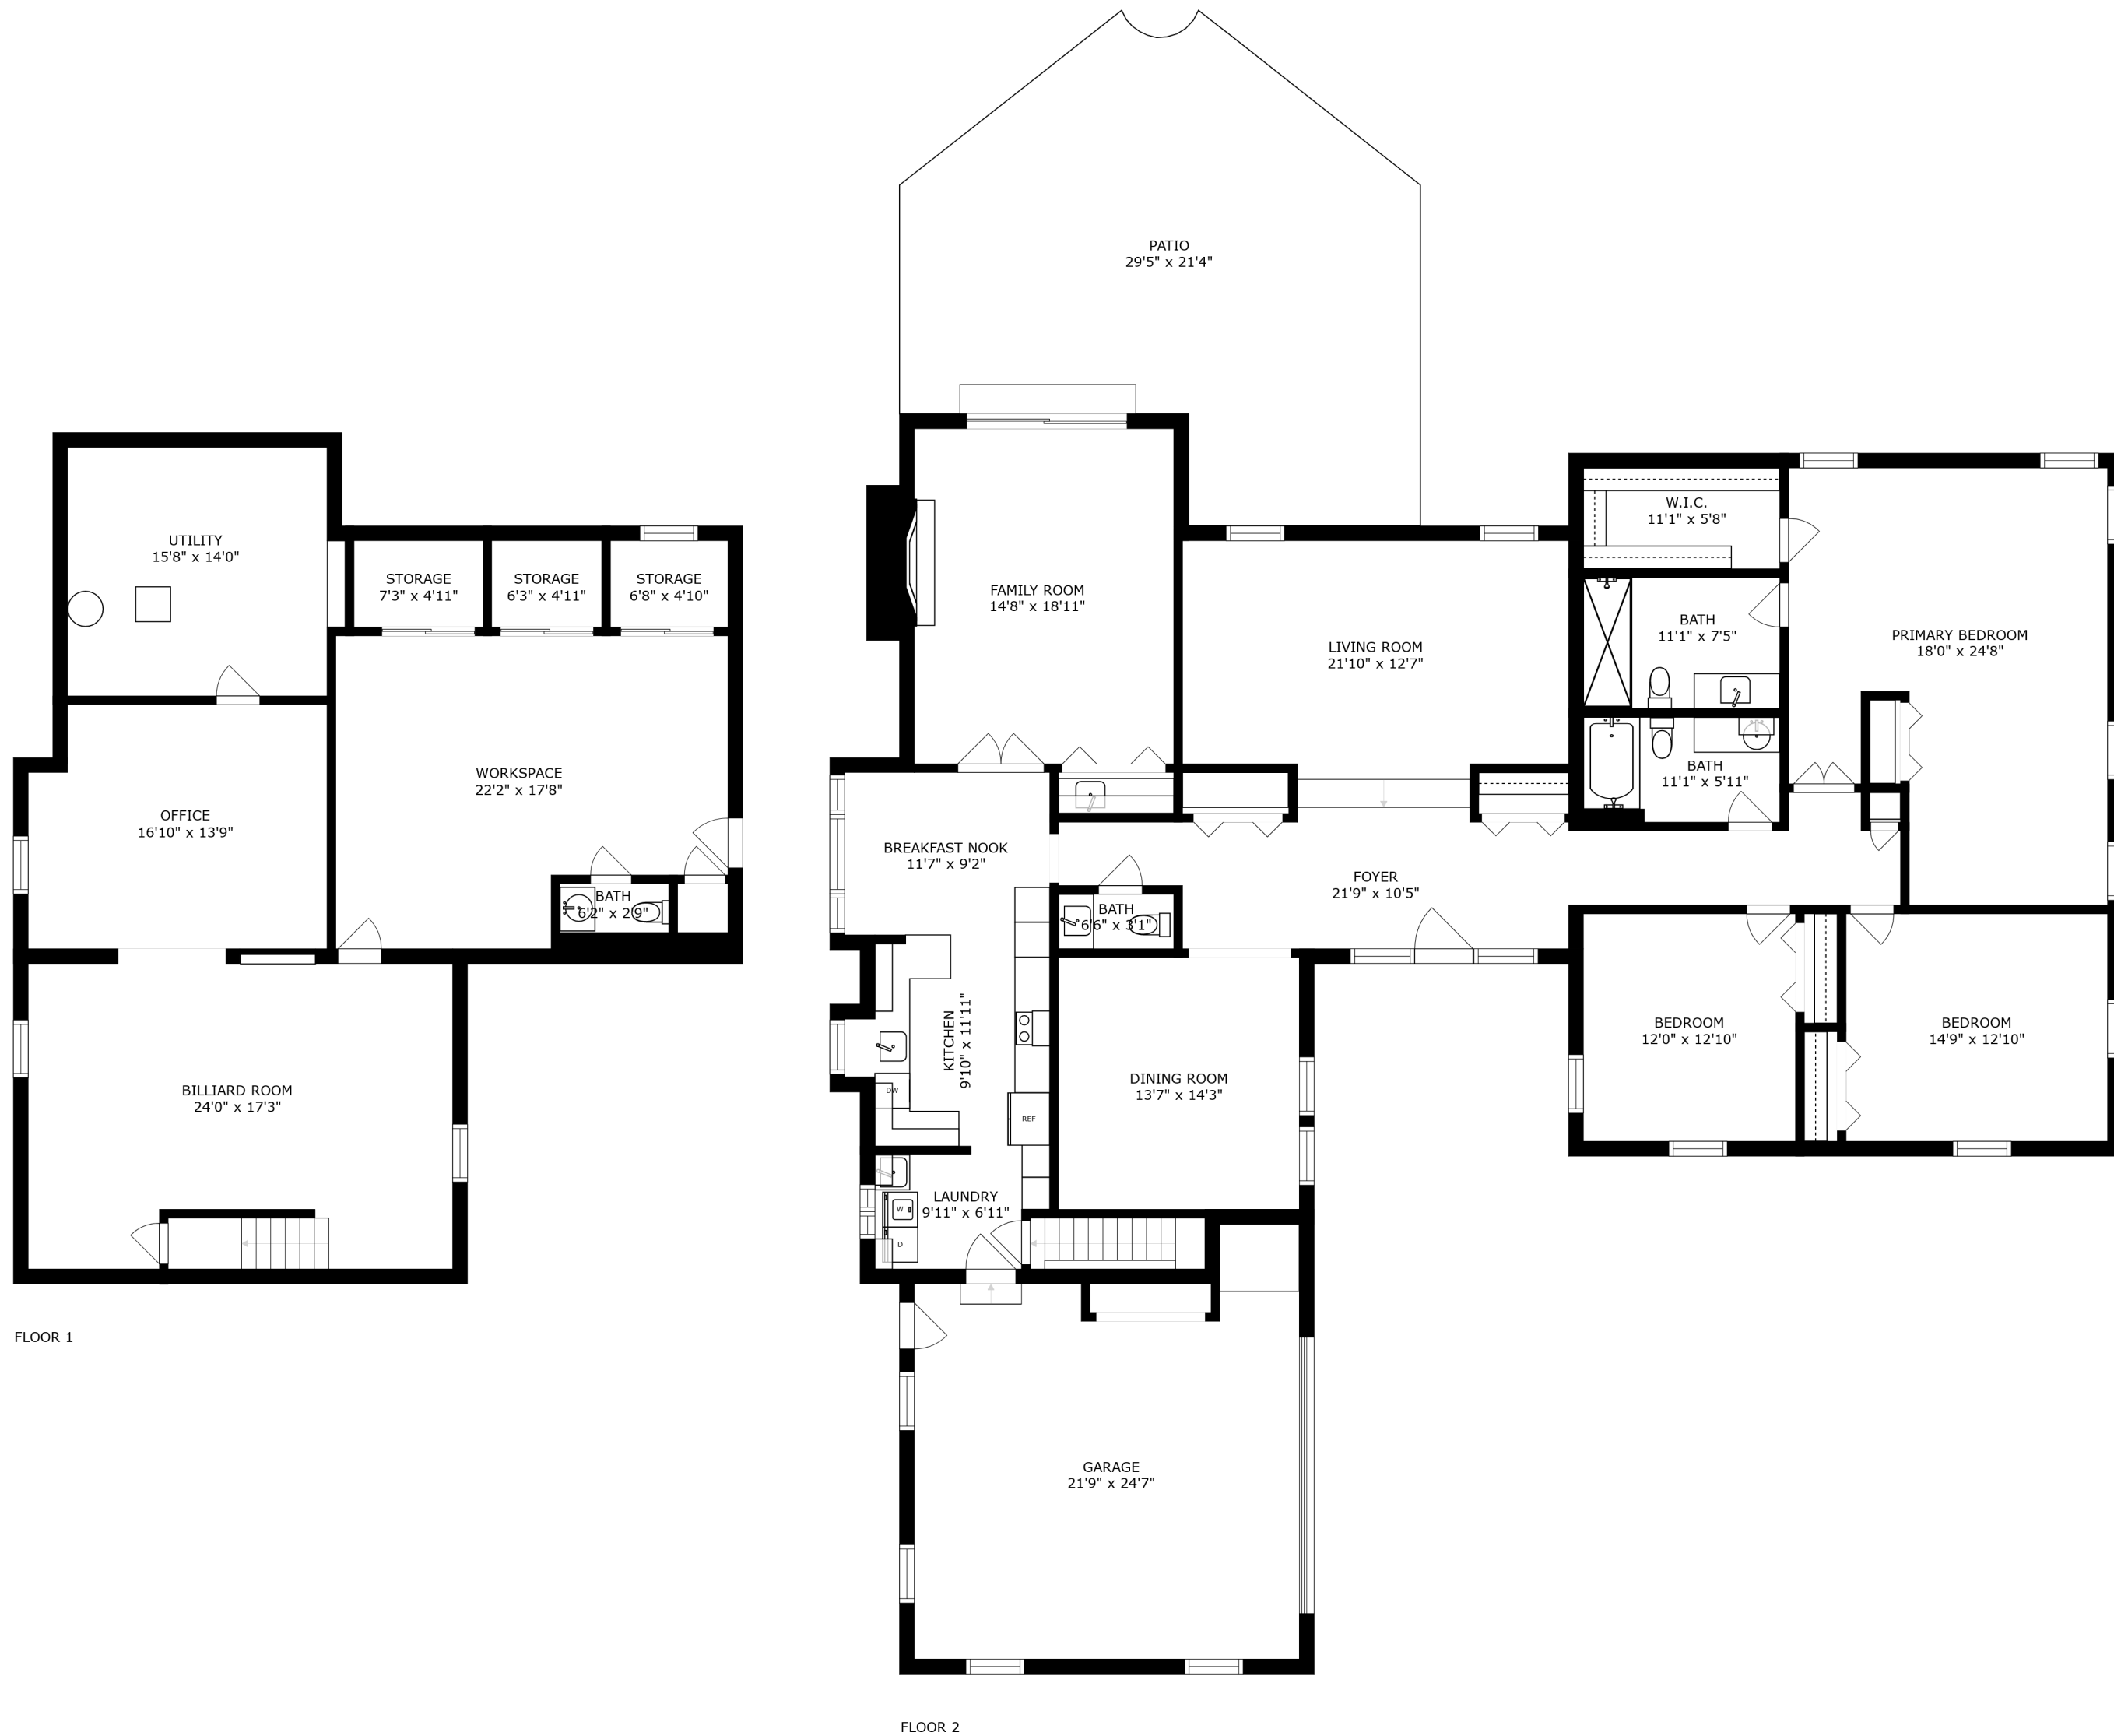 PATIO
29'5" x 21'4"
UTILITY
15'8" x 14'0"
STORAGE
7'3" x 4'11"
STORAGE
6'3" x 4'11"
STORAGE
6'8" x 4'10"
WORKSPACE
22'2" x 17'8"
OFFICE
16'10" x 13'9"
BATH
6'2" x 2'9"
BILLIARD ROOM
24'0" x 17'3"
FLOOR 1
FAMILY ROOM
14'8" x 18'11"
LIVING ROOM
21'10" x 12'7"
W.I.C.
11'1" x 5'8"
BATH
11'1" x 7'5"
PRIMARY BEDROOM
18'0" x 24'8"
BATH
11'1" x 5'11"
BREAKFAST NOOK
11'7" x 9'2"
FOYER
21'9" x 10'5"
BATH
6'6" x 3'1"
KITCHEN
9'10" x 11'11"
DW
REF
DINING ROOM
13'7" x 14'3"
BEDROOM
12'0" x 12'10"
BEDROOM
14'9" x 12'10"
LAUNDRY
9'11" x 6'11"
W
D
GARAGE
21'9" x 24'7"
FLOOR 2